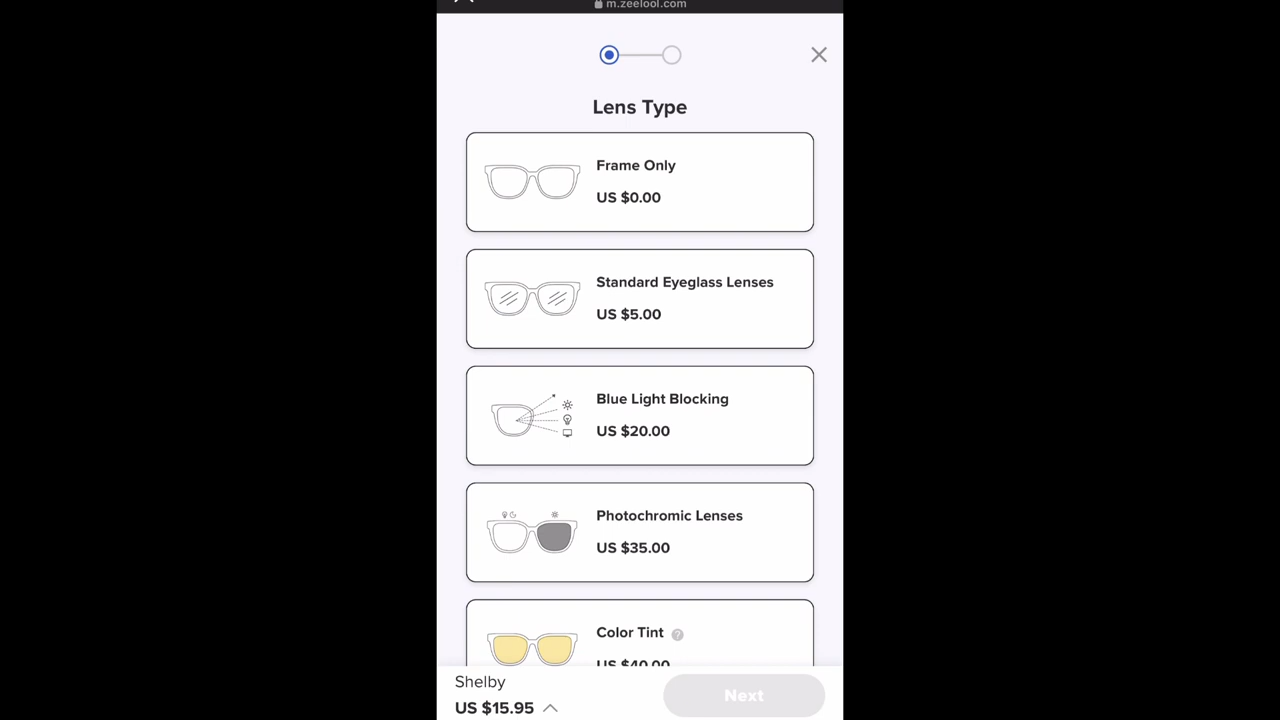 m.zeelool.com
Lens Type
Frame Only
US $0.00
Standard Eyeglass Lenses
US $5.00
Blue Light Blocking
US $20.00
Photochromic Lenses
US $35.00
Color Tint ?
US $40.00
Shelby
US $15.95
Next